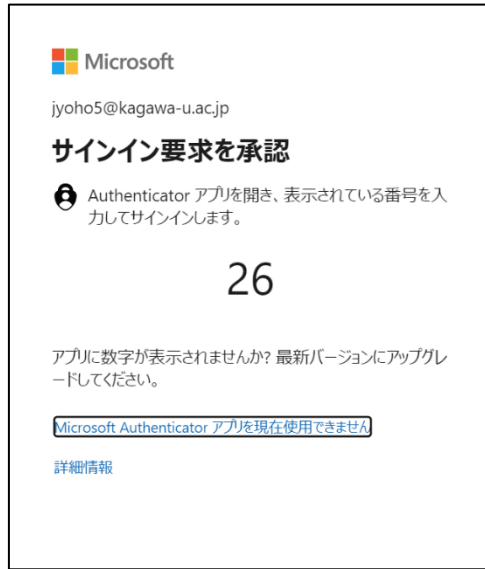 Microsoft
jyoho5@kagawa-u.ac.jp
サインイン要求を承認
Authenticator アプリを開き、表示されている番号を入
力してサインインします。
26
アプリに数字が表示されませんか? 最新バージョンにアップグレ
ードしてください。
Microsoft Authenticator アプリを現在使用できません
詳細情報